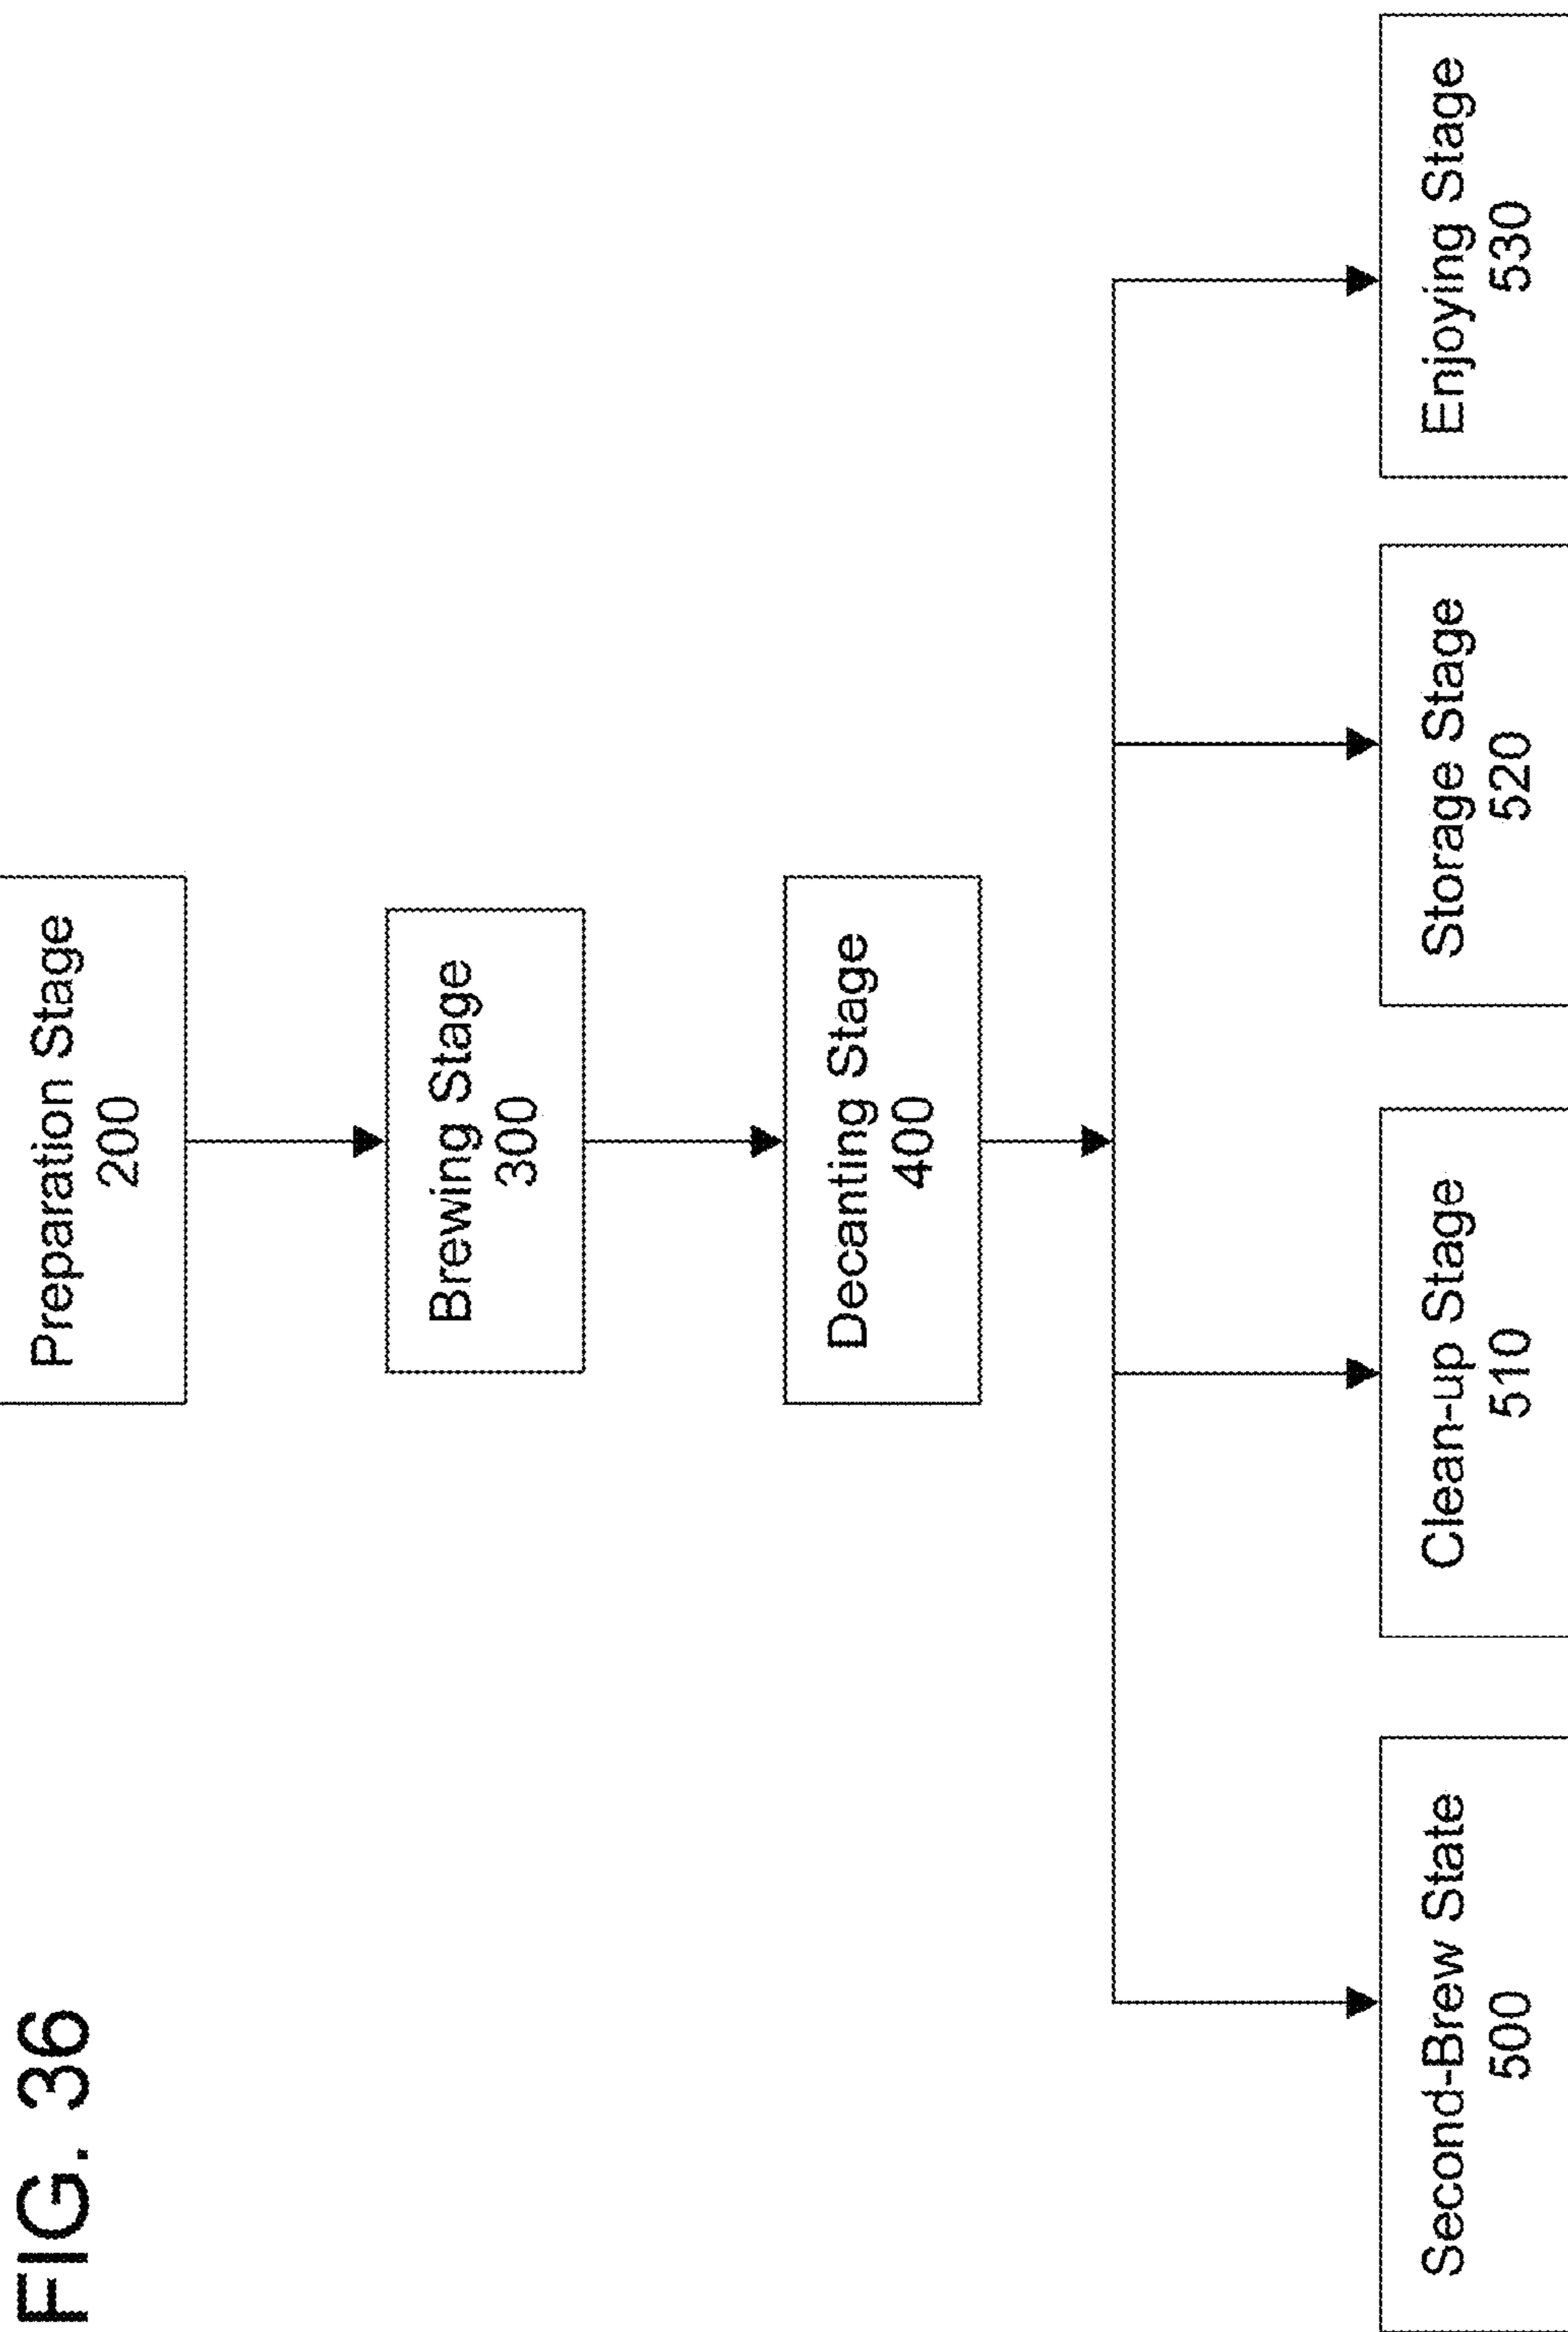 FIG. 36
Preparation Stage
200
Brewing Stage
300
Decanting Stage
400
Second-Brew State
500
Clean-up Stage
510
Storage Stage
520
Enjoying Stage
530